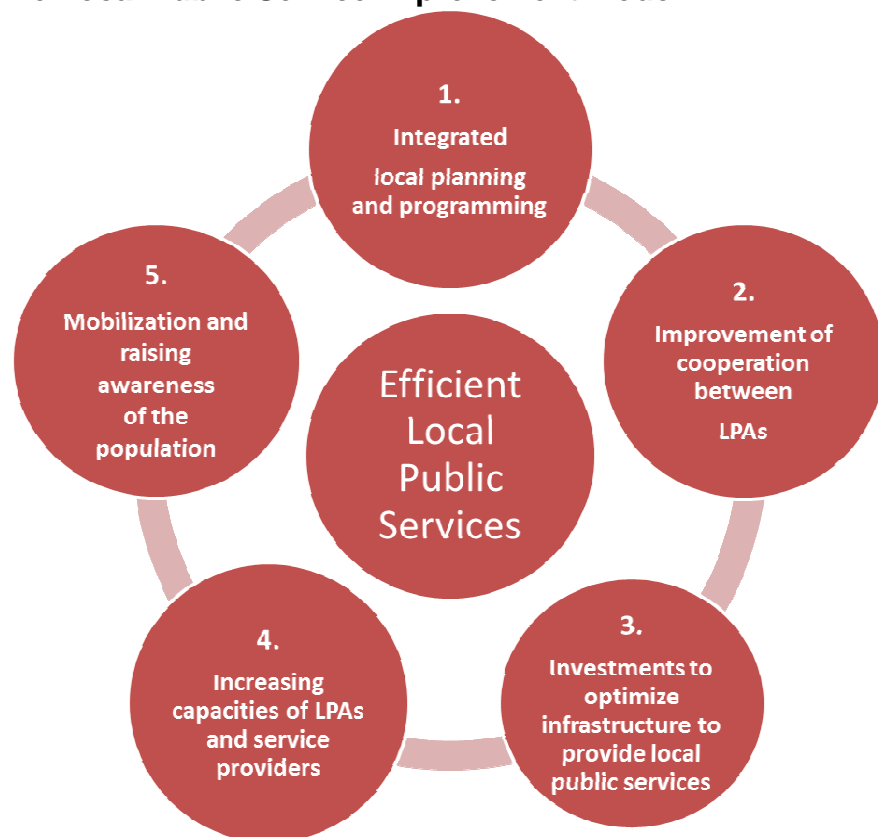 1.
Integrated
local planning
and programming
2.
Improvement of
cooperation
between
LPAs
3.
Investments to
optimize
infrastructure to
provide local
public services
4.
Increasing
capacities of LPAs
and service
providers
5.
Mobilization and
raising
awareness
of the
population
Efficient
Local
Public
Services